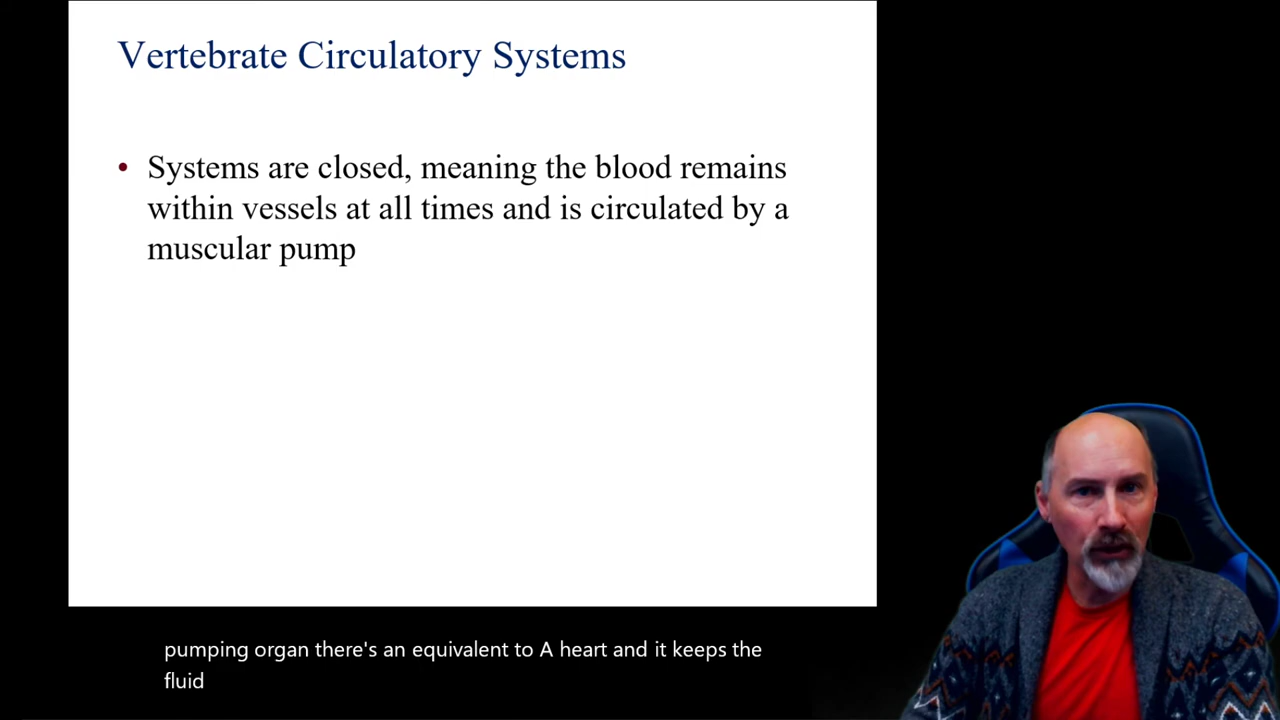 Vertebrate Circulatory Systems
• Systems are closed, meaning the blood remains
within vessels at all times and is circulated by a
muscular pump
pumping organ there's an equivalent to A heart and it keeps the
fluid